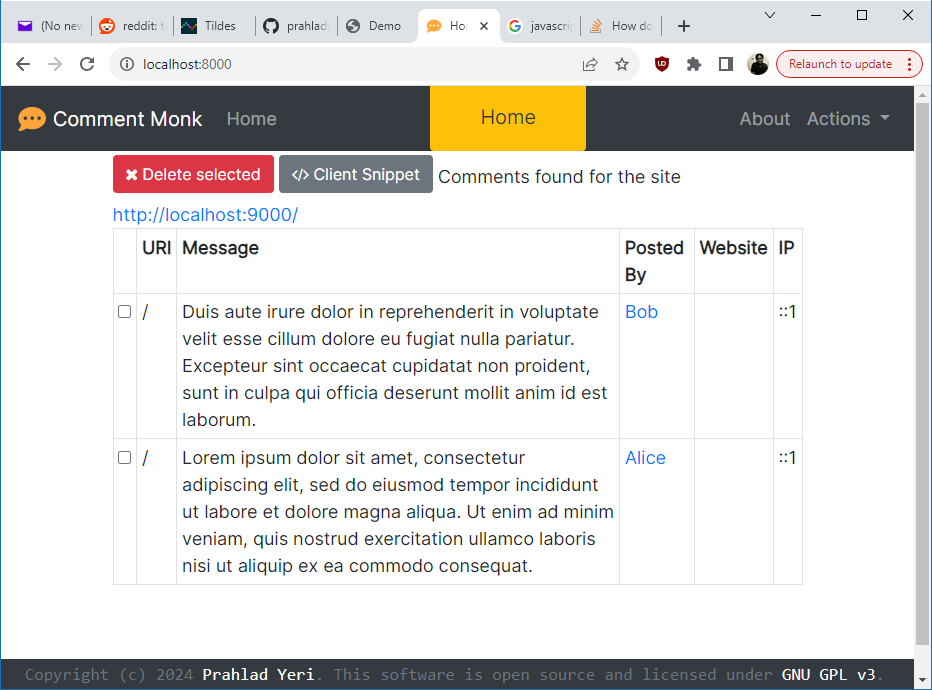 (No new
reddit: t
Tildes
prahlad
Demo
Ho
javascrip
How do
localhost:8000
Relaunch to update
Comment Monk
Home
Home
About
Actions
Delete selected
</> Client Snippet
Comments found for the site
http://localhost:9000/
URI Message Posted By Website IP
/ Duis aute irure dolor in reprehenderit in voluptate Bob ::1
velit esse cillum dolore eu fugiat nulla pariatur.
Excepteur sint occaecat cupidatat non proident,
sunt in culpa qui officia deserunt mollit anim id est
laborum.
/ Lorem ipsum dolor sit amet, consectetur Alice ::1
adipiscing elit, sed do eiusmod tempor incididunt
ut labore et dolore magna aliqua. Ut enim ad minim
veniam, quis nostrud exercitation ullamco laboris
nisi ut aliquip ex ea commodo consequat.
Copyright (c) 2024 Prahlad Yeri. This software is open source and licensed under GNU GPL v3.